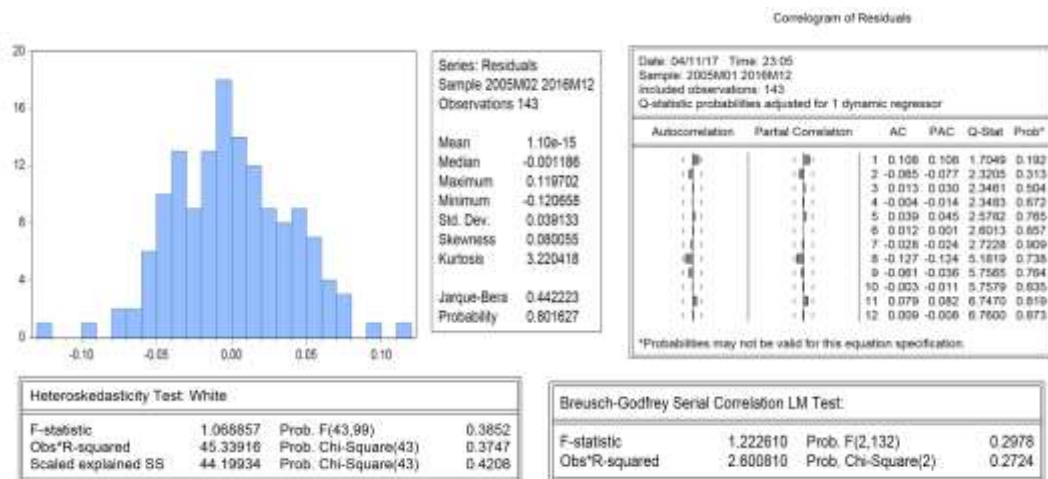 Correlogram of Residuals
20
16
12
8
4
0
-0.10 -0.05 0.00 0.05 0.10
Series: Residuals
Sample 2005M02 2016M12
Observations 143
Mean 1.10e-15
Median -0.001186
Maximum 0.119702
Minimum -0.120658
Std. Dev. 0.039133
Skewness 0.080055
Kurtosis 3.220418
Jarque-Bera 0.442223
Probability 0.801627
Date: 04/11/17 Time: 23:05
Sample: 2005M01 2016M12
Included observations: 143
Q-statistic probabilities adjusted for 1 dynamic regressor
Autocorrelation Partial Correlation AC PAC Q-Stat Prob*
1 0.108 0.108 1.7049 0.192
2 -0.065 -0.077 2.3205 0.313
3 0.013 0.030 2.3461 0.504
4 -0.004 -0.014 2.3483 0.672
5 0.039 0.045 2.5782 0.765
6 0.012 0.001 2.6013 0.857
7 -0.028 -0.024 2.7228 0.909
8 -0.127 -0.124 5.1819 0.738
9 -0.061 -0.036 5.7565 0.764
10 -0.003 -0.011 5.7579 0.835
11 0.079 0.082 6.7470 0.819
12 0.009 -0.006 6.7600 0.873
*Probabilities may not be valid for this equation specification.
Heteroskedasticity Test: White
F-statistic 1.068857 Prob. F(43,99) 0.3852
Obs*R-squared 45.33916 Prob. Chi-Square(43) 0.3747
Scaled explained SS 44.19934 Prob. Chi-Square(43) 0.4208
Breusch-Godfrey Serial Correlation LM Test:
F-statistic 1.222610 Prob. F(2,132) 0.2978
Obs*R-squared 2.600810 Prob. Chi-Square(2) 0.2724